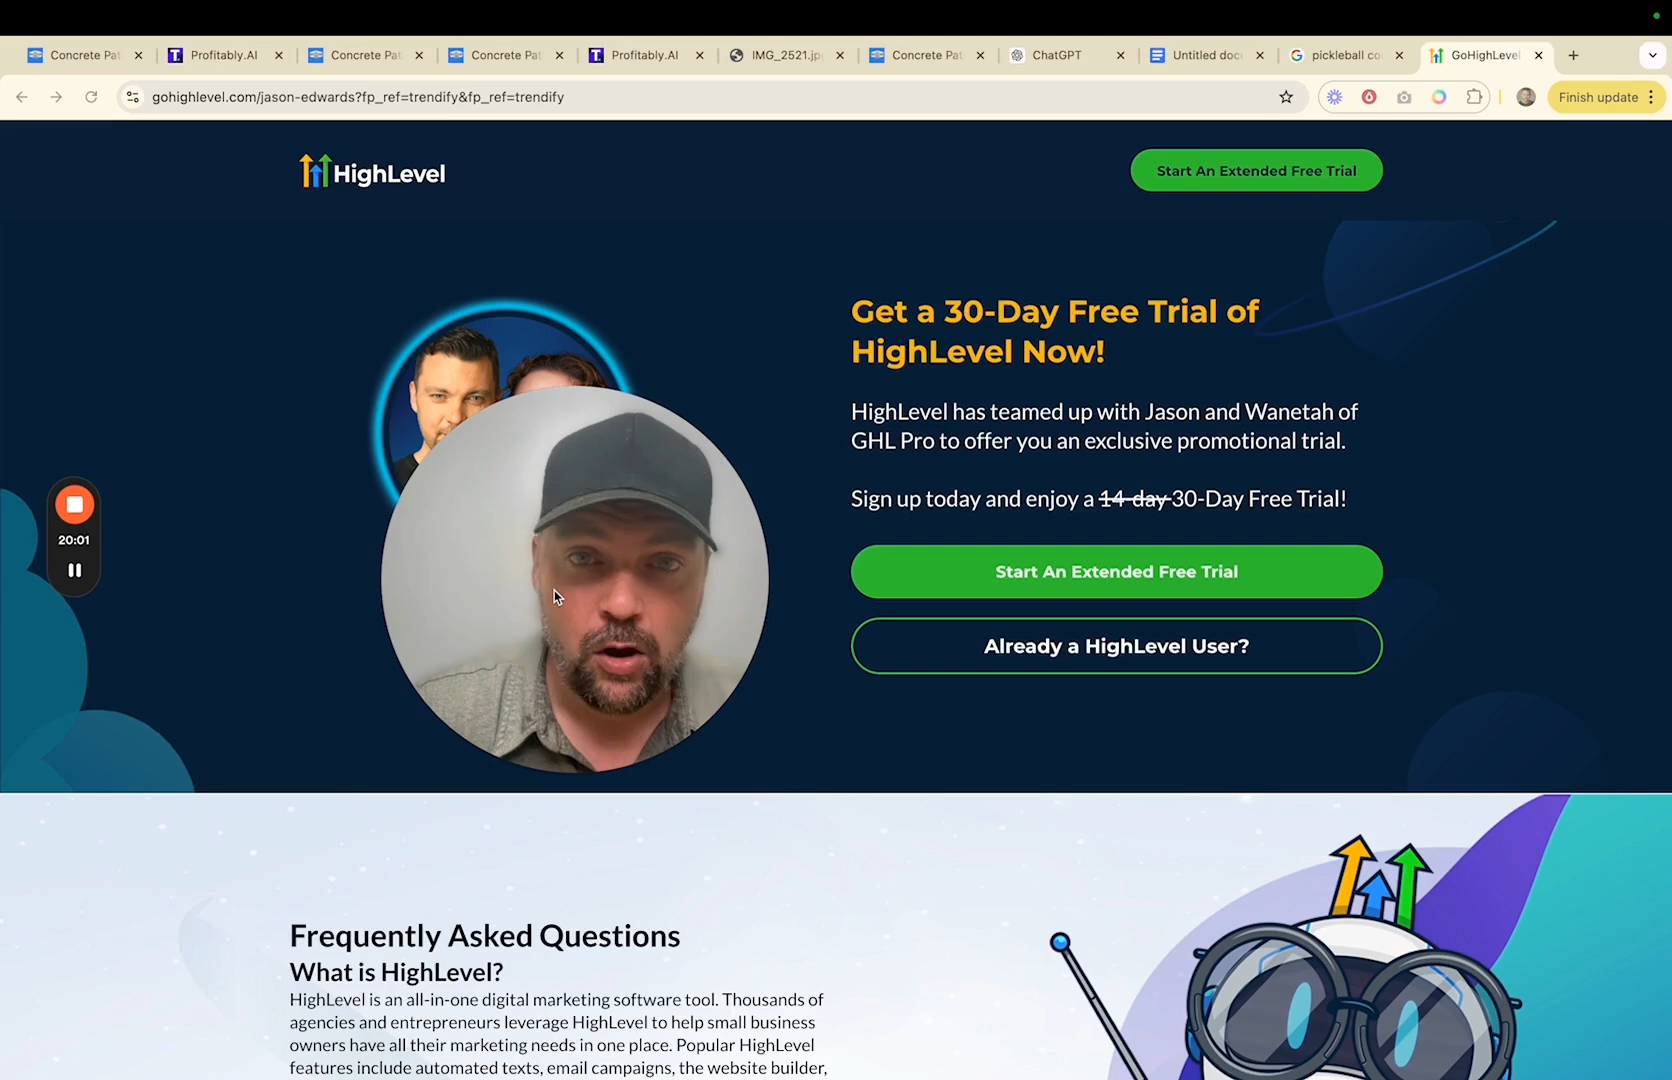 Concrete Pat
Profitably.AI
Concrete Pat
Concrete Pat
Profitably.AI
IMG_2521.jp
Concrete Pat
ChatGPT
Untitled doc
pickleball co
GoHighLevel
gohighlevel.com/jason-edwards?fp_ref=trendify&fp_ref=trendify
Finish update
HighLevel
Start An Extended Free Trial
Get a 30-Day Free Trial of
HighLevel Now!
HighLevel has teamed up with Jason and Wanetah of
GHL Pro to offer you an exclusive promotional trial.
Sign up today and enjoy a 14-day 30-Day Free Trial!
Start An Extended Free Trial
Already a HighLevel User?
20:01
Frequently Asked Questions
What is HighLevel?
HighLevel is an all-in-one digital marketing software tool. Thousands of
agencies and entrepreneurs leverage HighLevel to help small business
owners have all their marketing needs in one place. Popular HighLevel
features include automated texts, email campaigns, the website builder,